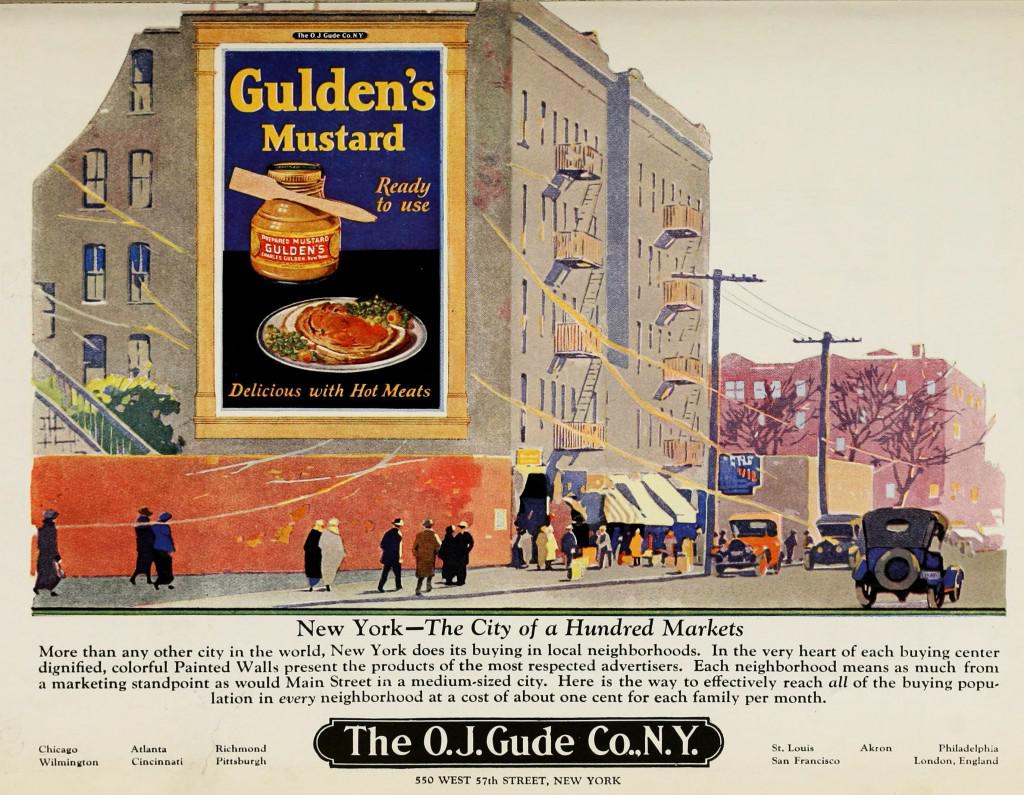 The O.J. Gude Co. N.Y.
Gulden's
Mustard
Ready
to use
PREPARED MUSTARD
GULDEN'S
CHARLES GULDEN, New York
Delicious with Hot Meats
New York—The City of a Hundred Markets
More than any other city in the world, New York does its buying in local neighborhoods. In the very heart of each buying center
dignified, colorful Painted Walls present the products of the most respected advertisers. Each neighborhood means as much from
a marketing standpoint as would Main Street in a medium-sized city. Here is the way to effectively reach all of the buying popu-
lation in every neighborhood at a cost of about one cent for each family per month.
The O.J. Gude Co., N.Y.
Chicago Atlanta Richmond
Wilmington Cincinnati Pittsburgh
St. Louis Akron Philadelphia
San Francisco London, England
550 WEST 57th STREET, NEW YORK